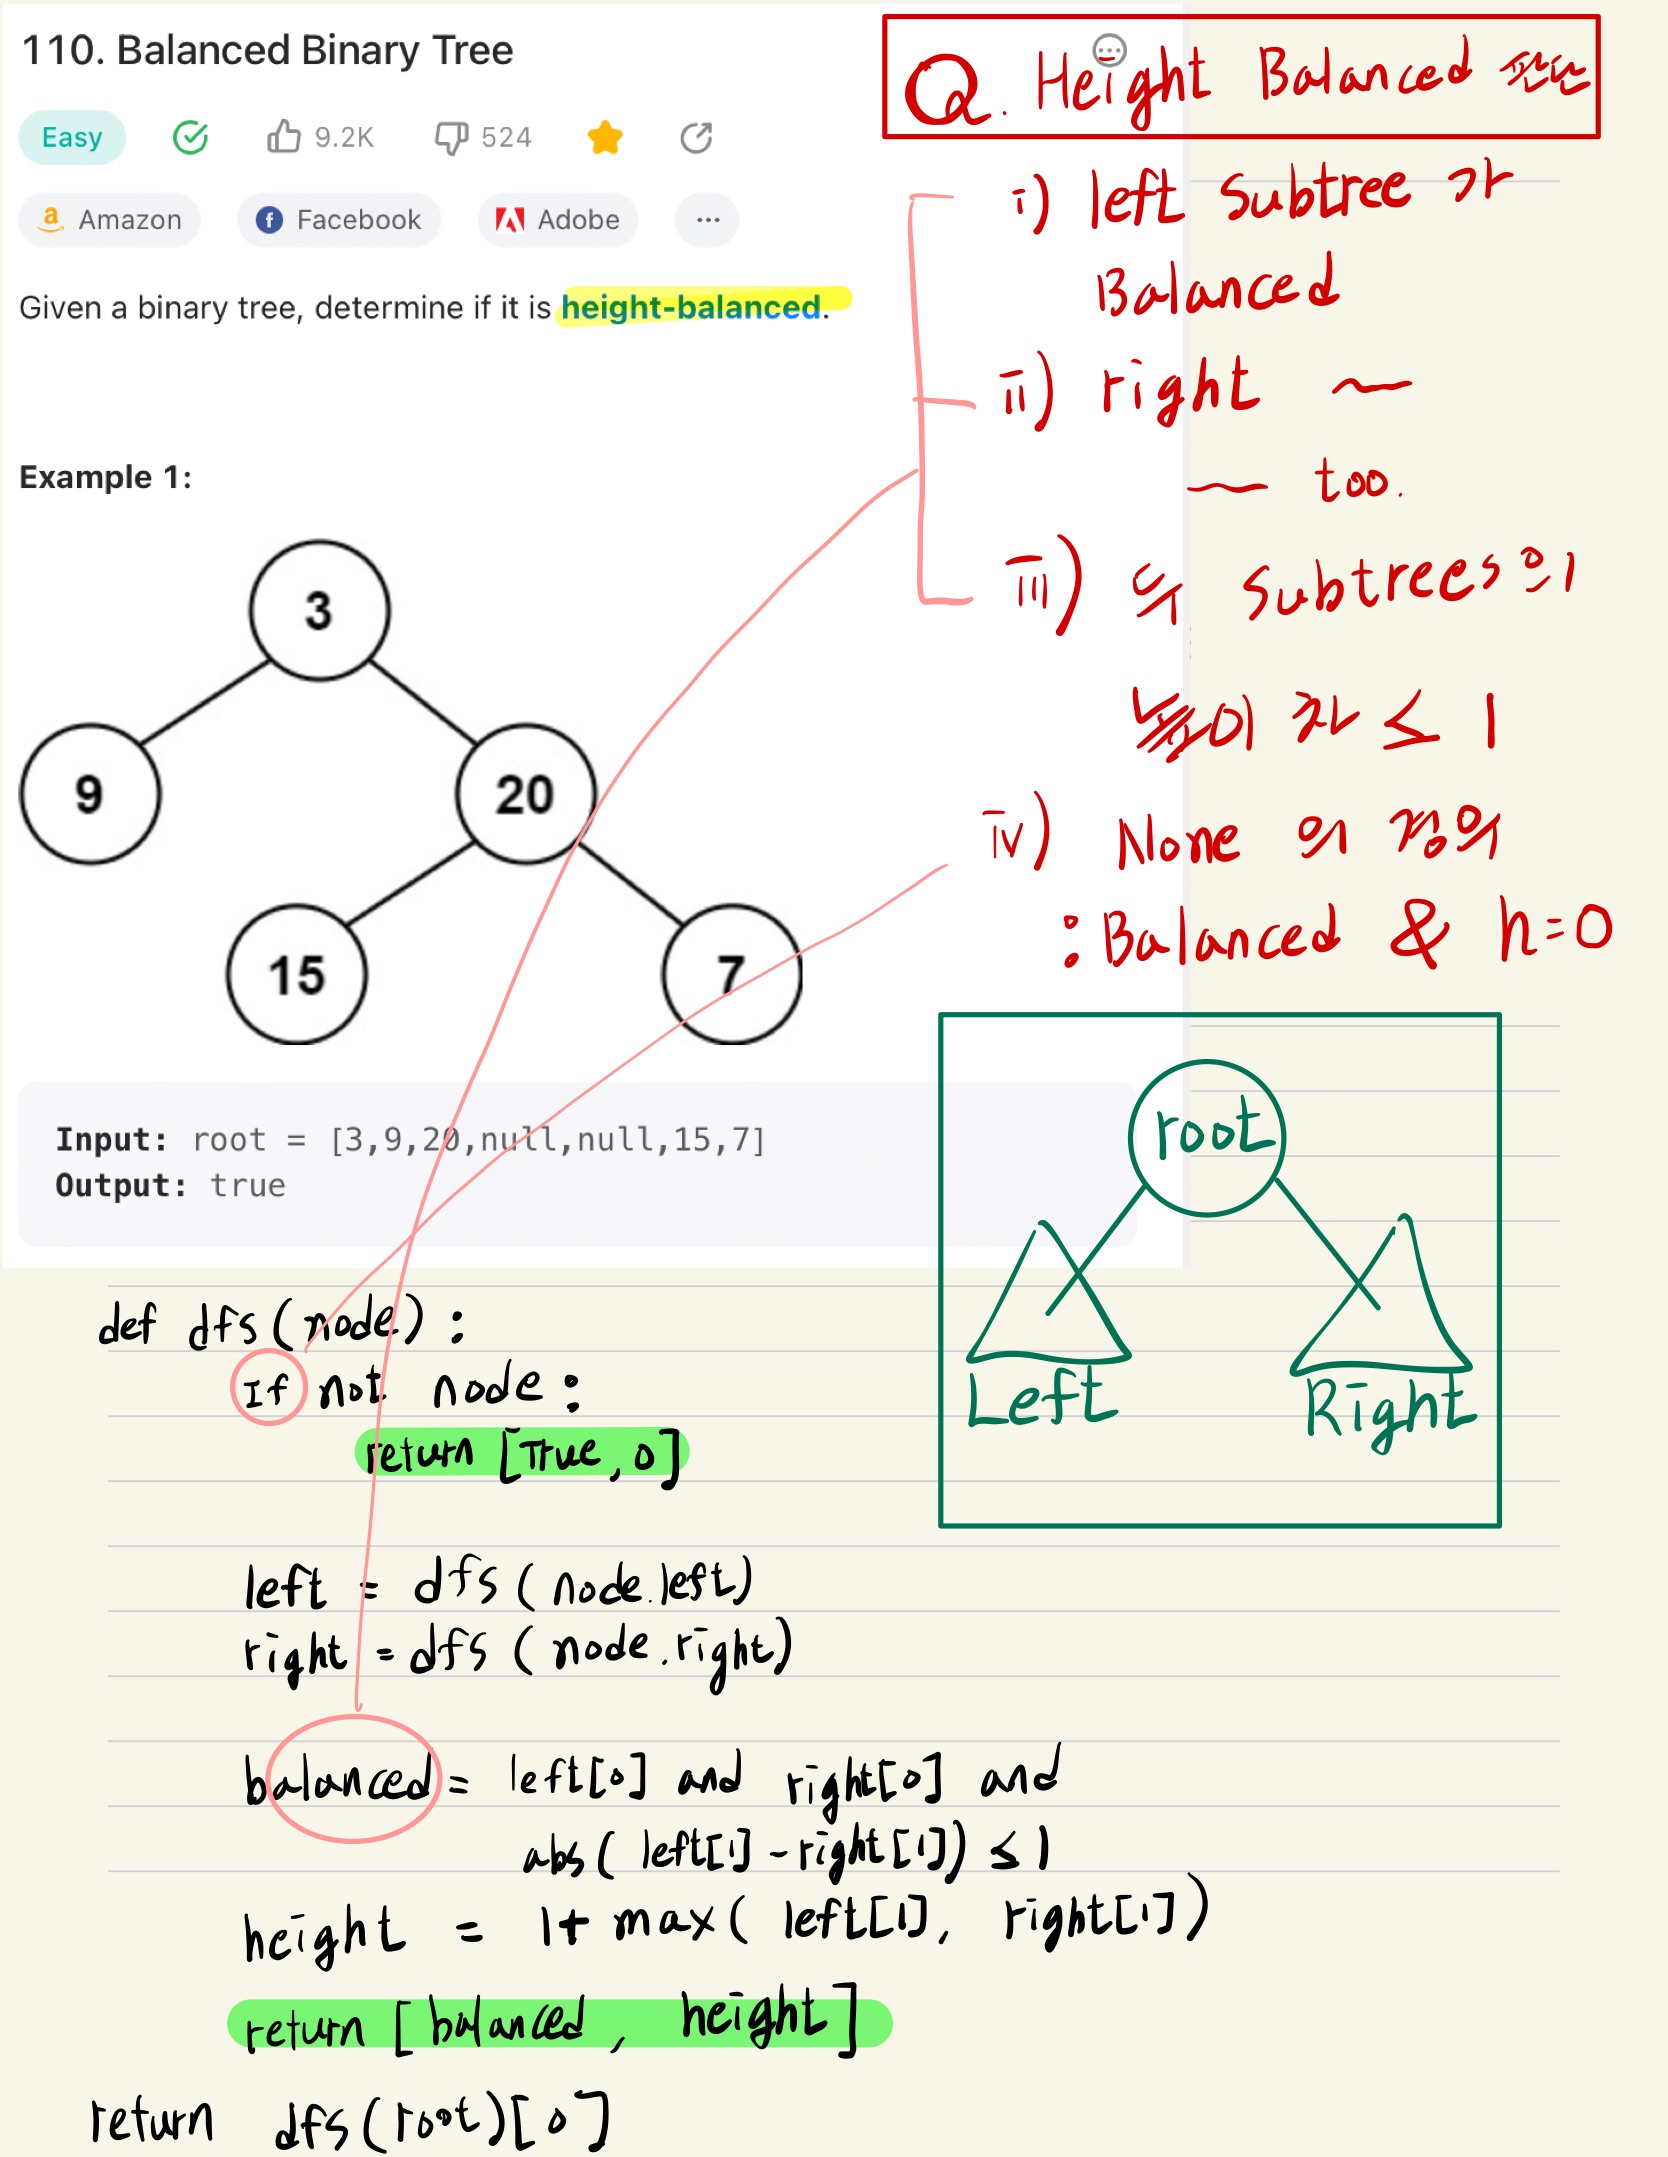 110. Balanced Binary Tree
Easy 9.2K 524
Amazon Facebook Adobe ...
Given a binary tree, determine if it is height-balanced.
Example 1:
3
9 20
15 7
Input: root = [3,9,20,null,null,15,7]
Output: true
Q. Height Balanced 판단
i) left Subtree 가
Balanced
ii) right ~
~ too.
iii) 두 Subtrees의
높이 차 ≤ 1
iv) None 의 정의
: Balanced & h=0
root
Left Right
def dfs(node):
If not node:
return [True, 0]
left = dfs(node.left)
right = dfs(node.right)
balanced = left[0] and right[0] and
abs(left[1] - right[1]) ≤ 1
height = 1+ max(left[1], right[1])
return [balanced, height]
return dfs(root)[0]